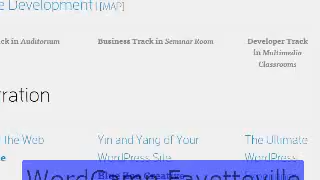 e Development | [MAP]
ck in Auditorium
Business Track in Seminar Room
Developer Track
in Multimedia
Classrooms
rration
the Web
Yin and Yang of Your
WordPress Site
The Ultimate
WordPress
WordCamp Fayetteville